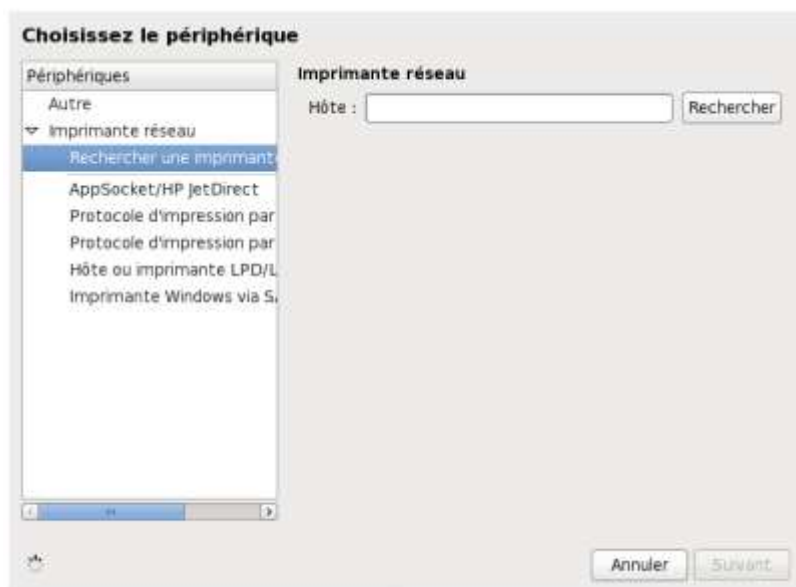 Choisissez le périphérique
Périphériques
Autre
Imprimante réseau
Rechercher une imprimant
AppSocket/HP JetDirect
Protocole d'impression par
Protocole d'impression par
Hôte ou imprimante LPD/L
Imprimante Windows via S
Imprimante réseau
Hôte :
Rechercher
Annuler
Suivant